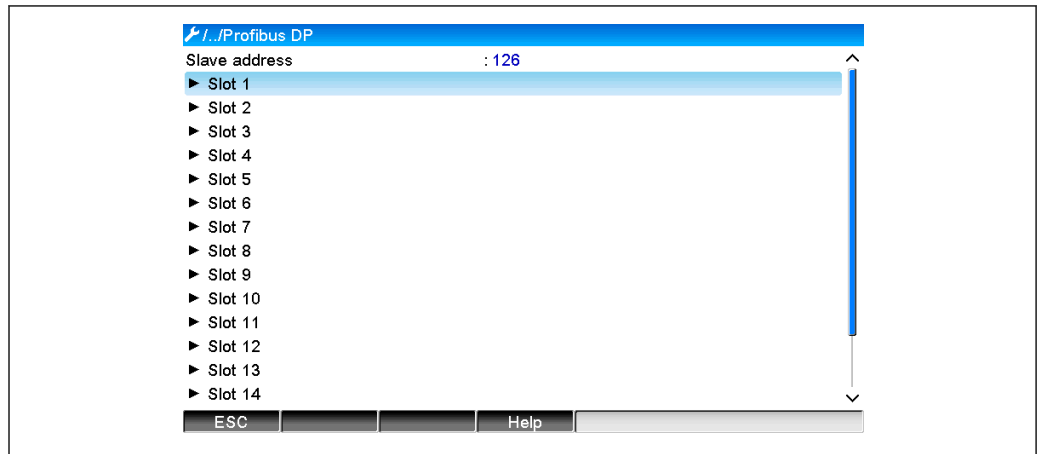 /../Profibus DP
Slave address : 126
► Slot 1
► Slot 2
► Slot 3
► Slot 4
► Slot 5
► Slot 6
► Slot 7
► Slot 8
► Slot 9
► Slot 10
► Slot 11
► Slot 12
► Slot 13
► Slot 14
ESC Help